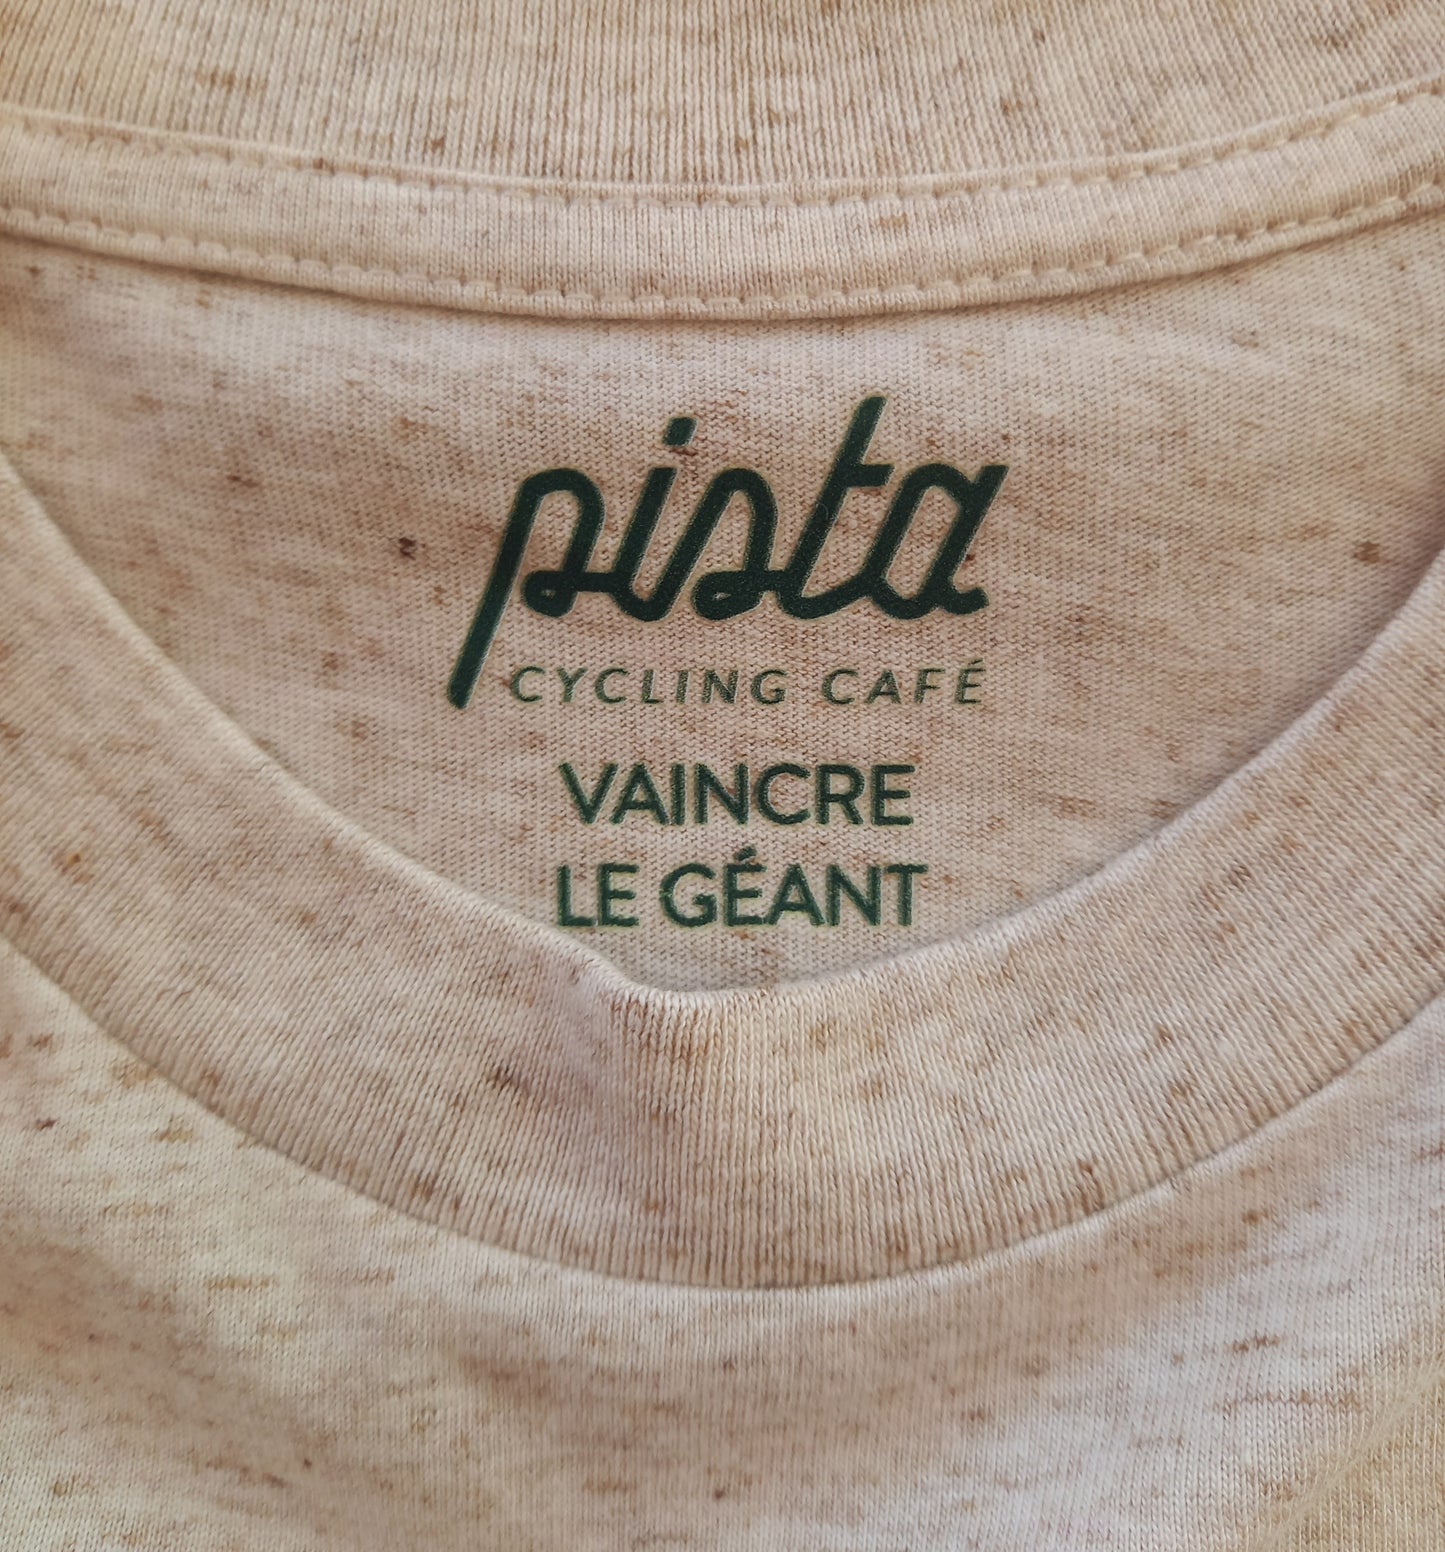 pista
CYCLING CAFÉ
VAINCRE
LE GÉANT